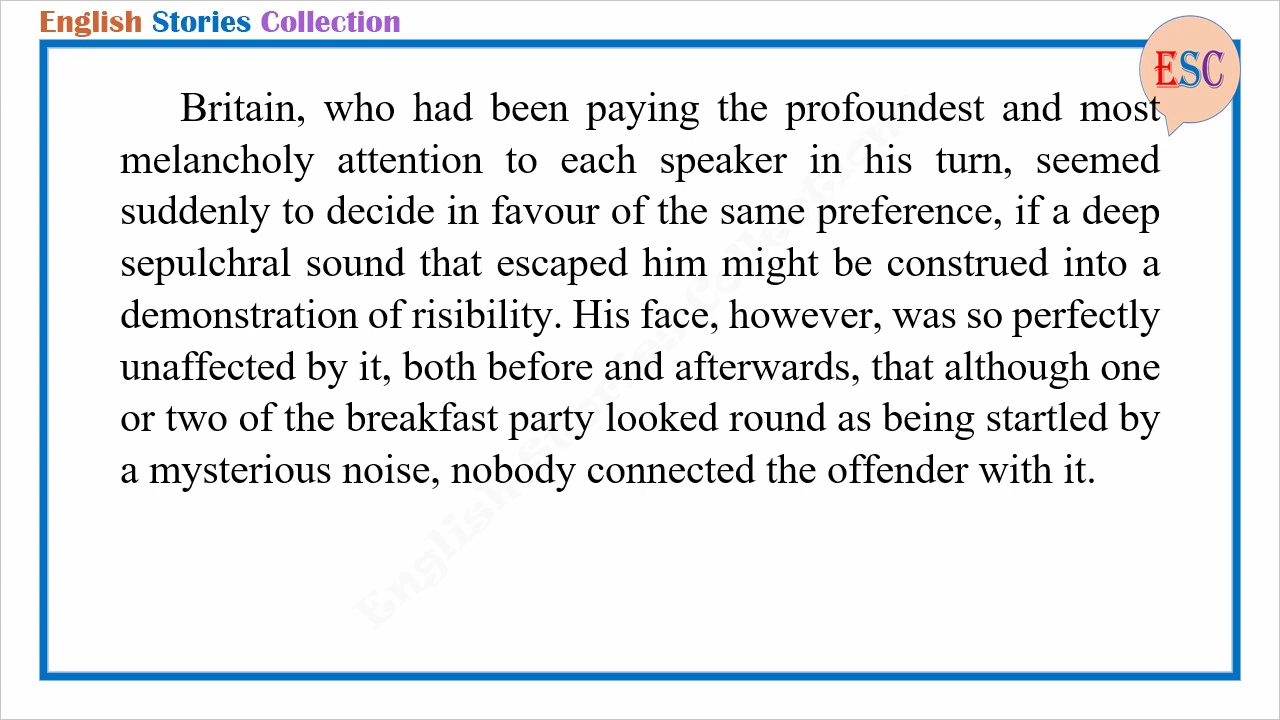 English Stories Collection
ESC
Britain, who had been paying the profoundest and most
melancholy attention to each speaker in his turn, seemed
suddenly to decide in favour of the same preference, if a deep
sepulchral sound that escaped him might be construed into a
demonstration of risibility. His face, however, was so perfectly
unaffected by it, both before and afterwards, that although one
or two of the breakfast party looked round as being startled by
a mysterious noise, nobody connected the offender with it.
English Stories Collection